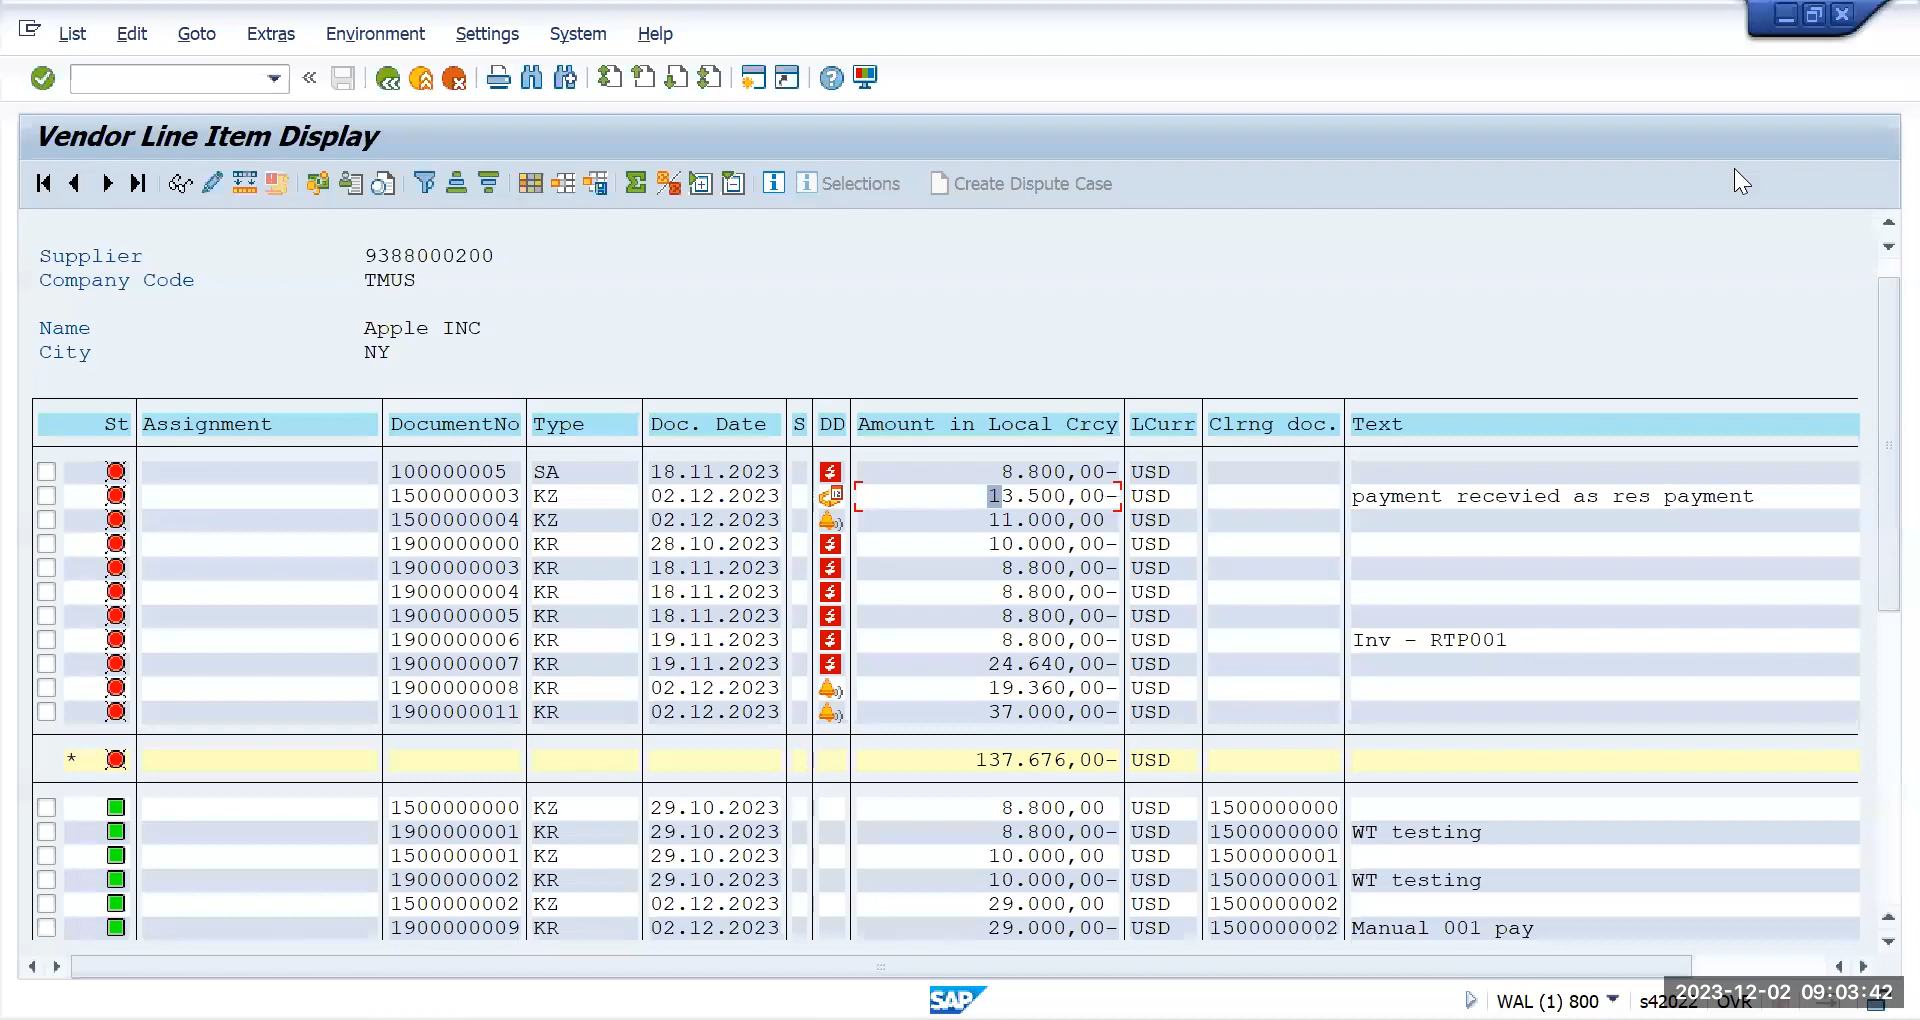 List Edit Goto Extras Environment Settings System Help
Vendor Line Item Display
Selections Create Dispute Case
Supplier 9388000200
Company Code TMUS
Name Apple INC
City NY
St Assignment DocumentNo Type Doc. Date S DD Amount in Local Crcy LCurr Clrng doc. Text
100000005 SA 18.11.2023 8.800,00- USD
1500000003 KZ 02.12.2023 13.500,00- USD payment recevied as res payment
1500000004 KZ 02.12.2023 11.000,00 USD
1900000000 KR 28.10.2023 10.000,00- USD
1900000003 KR 18.11.2023 8.800,00- USD
1900000004 KR 18.11.2023 8.800,00- USD
1900000005 KR 18.11.2023 8.800,00- USD
1900000006 KR 19.11.2023 8.800,00- USD Inv - RTP001
1900000007 KR 19.11.2023 24.640,00- USD
1900000008 KR 02.12.2023 19.360,00- USD
1900000011 KR 02.12.2023 37.000,00- USD
* 137.676,00- USD
1500000000 KZ 29.10.2023 8.800,00 USD 1500000000
1900000001 KR 29.10.2023 8.800,00- USD 1500000000 WT testing
1500000001 KZ 29.10.2023 10.000,00 USD 1500000001
1900000002 KR 29.10.2023 10.000,00- USD 1500000001 WT testing
1500000002 KZ 02.12.2023 29.000,00 USD 1500000002
1900000009 KR 02.12.2023 29.000,00- USD 1500000002 Manual 001 pay
SAP WAL (1) 800 s42022 OVR
2023-12-02 09:03:42